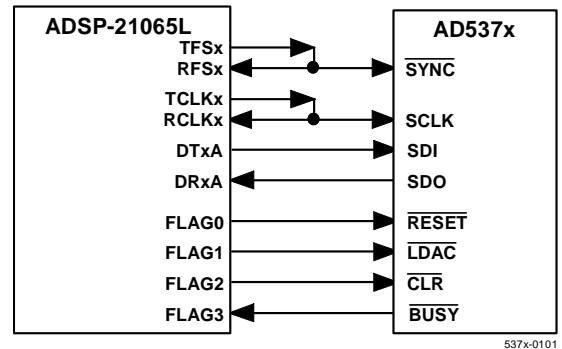 ADSP-21065L
AD537x
TFSx
RFSx
SYNC
TCLKx
RCLKx
SCLK
DTxA
SDI
DRxA
SDO
FLAG0
RESET
FLAG1
LDAC
FLAG2
CLR
FLAG3
BUSY
537x-0101